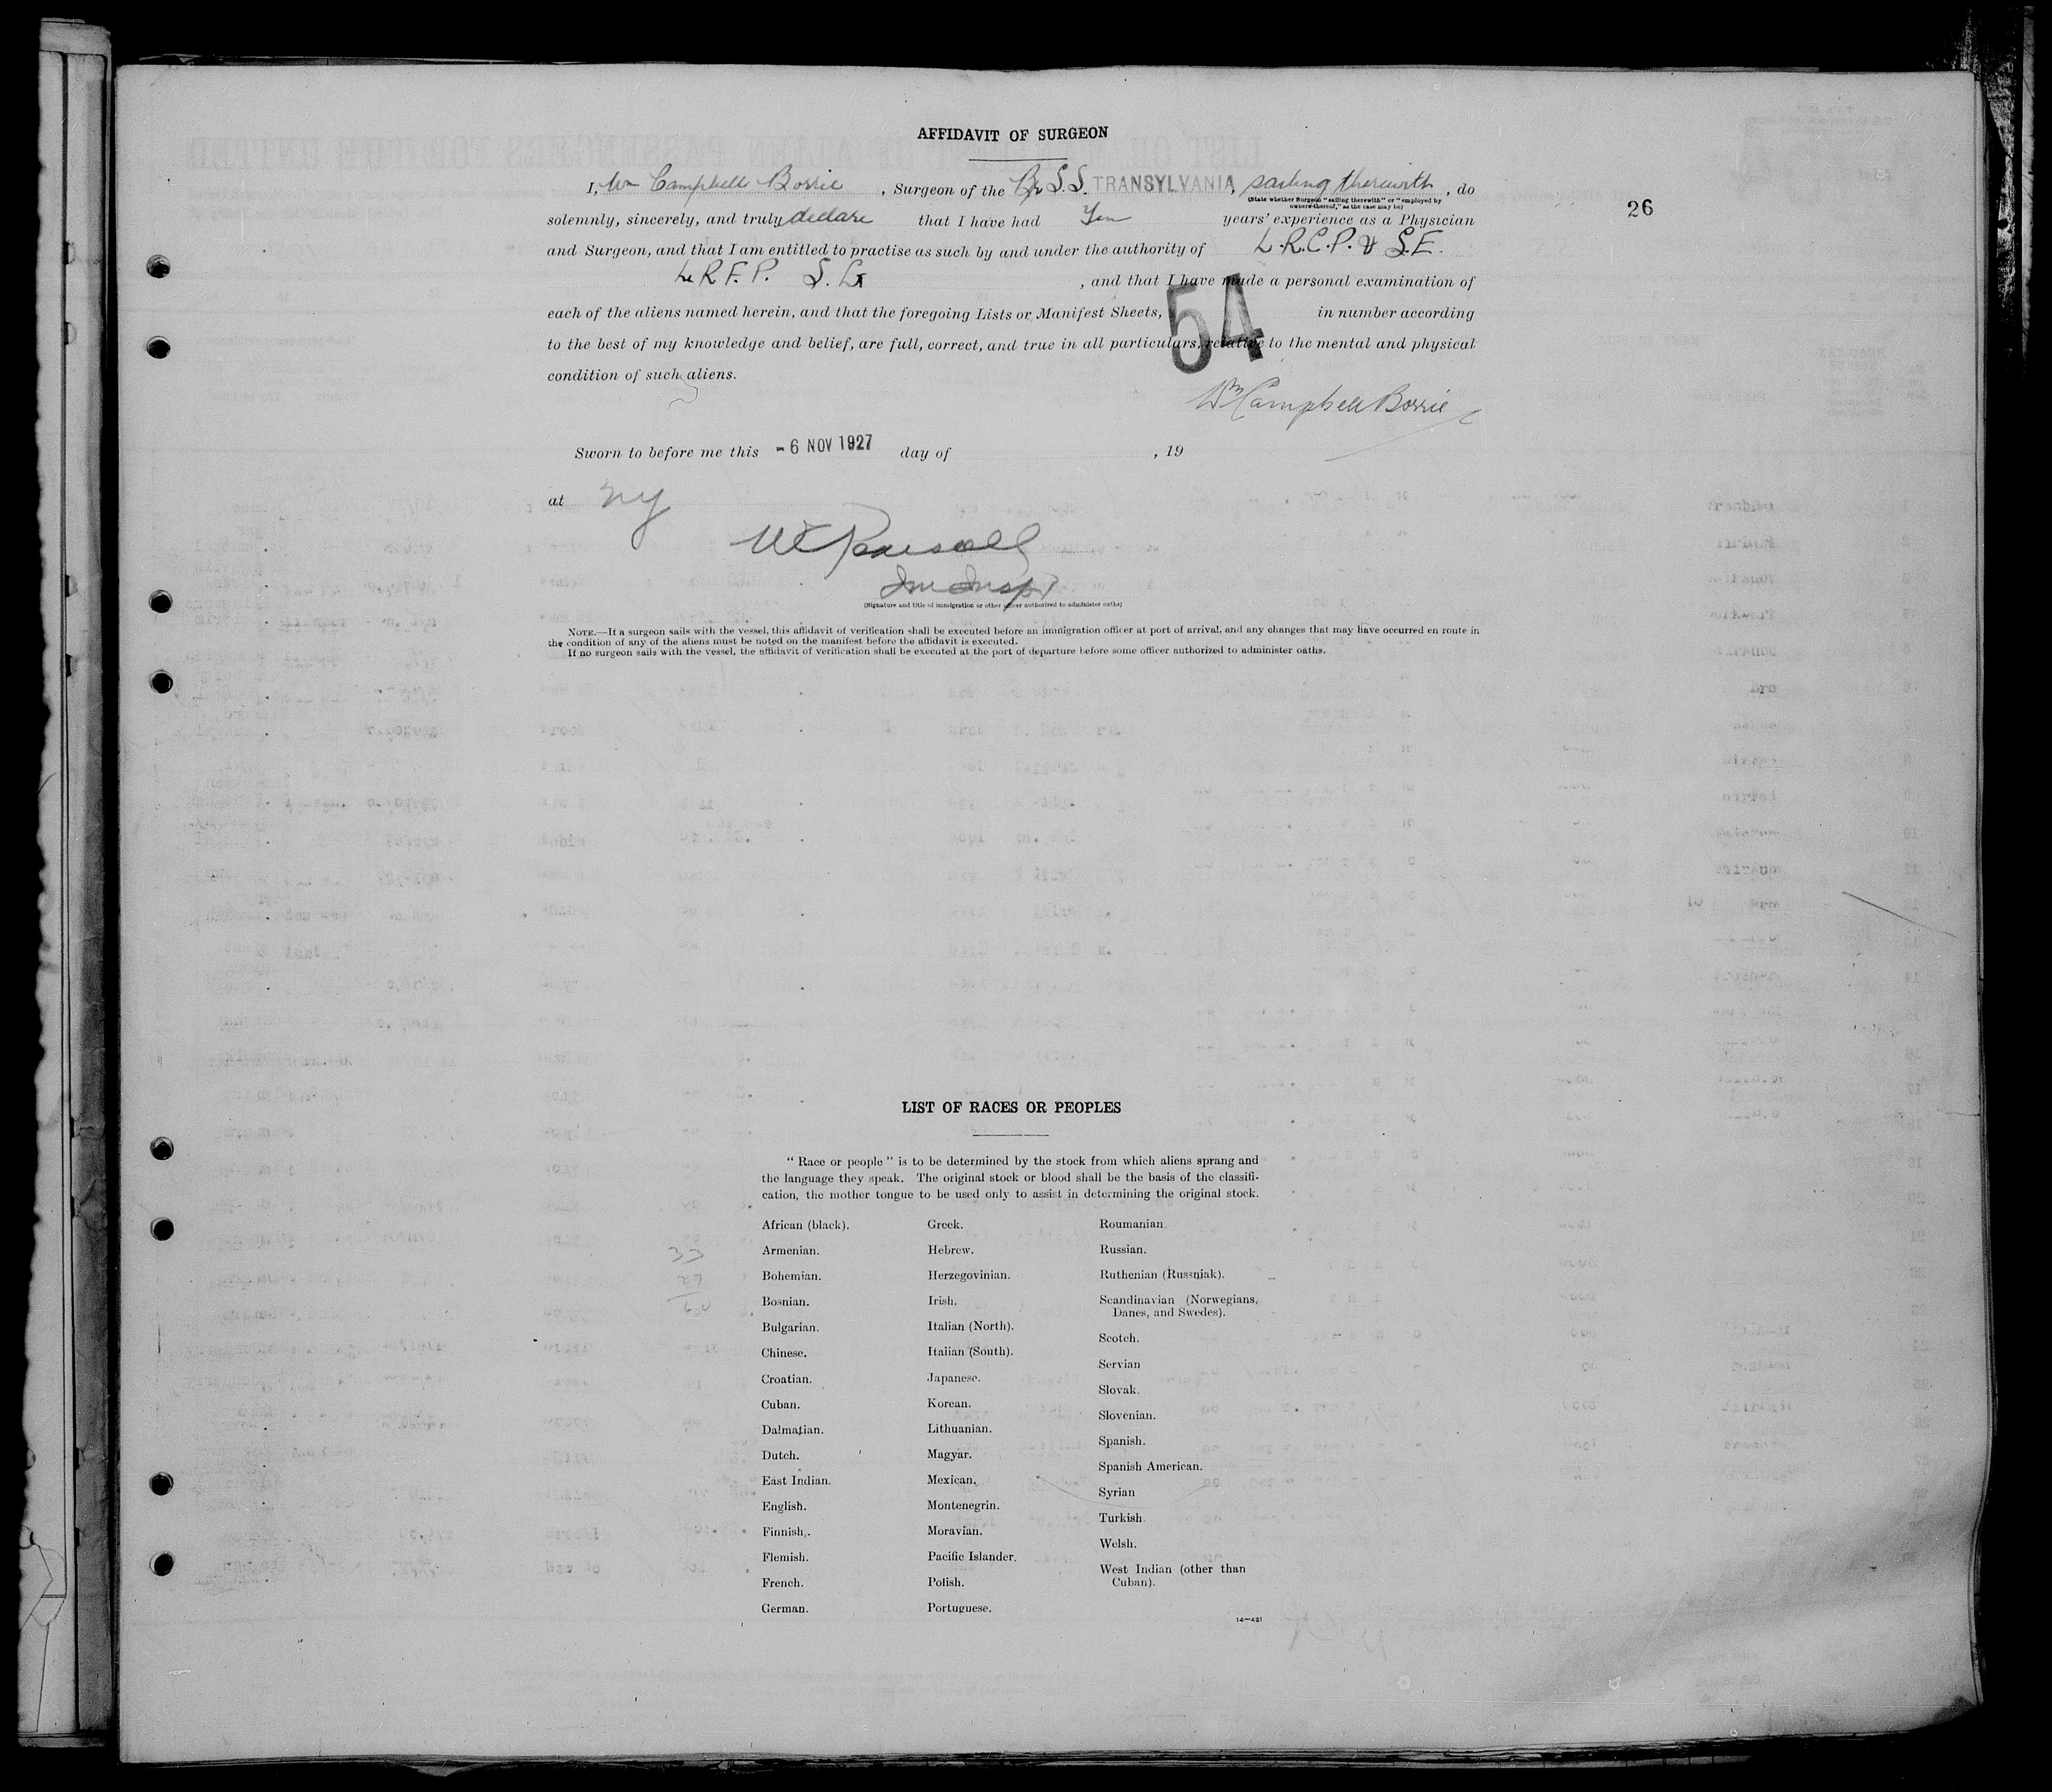 AFFIDAVIT OF SURGEON
26
I, Wm Campbell Borrie, Surgeon of the Br S.S. TRANSYLVANIA, sailing therewith, do
(State whether Surgeon "sailing therewith" or "employed by
owners thereof," as the case may be)
solemnly, sincerely, and truly declare that I have had Ten years' experience as a Physician
and Surgeon, and that I am entitled to practise as such by and under the authority of L.R.C.P. & S.E.
L.R.F.P. S. G, and that I have made a personal examination of
each of the aliens named herein, and that the foregoing Lists or Manifest Sheets, 54 in number according
to the best of my knowledge and belief, are full, correct, and true in all particulars, relative to the mental and physical
condition of such aliens.
Wm Campbell Borrie
Sworn to before me this - 6 NOV 1927 day of , 19
at NY
Im Insp
(Signature and title of immigration or other officer authorized to administer oaths)
NOTE.—If a surgeon sails with the vessel, this affidavit of verification shall be executed before an immigration officer at port of arrival, and any changes that may have occurred en route in
the condition of any of the aliens must be noted on the manifest before the affidavit is executed.
If no surgeon sails with the vessel, the affidavit of verification shall be executed at the port of departure before some officer authorized to administer oaths.
LIST OF RACES OR PEOPLES
"Race or people" is to be determined by the stock from which aliens sprang and
the language they speak. The original stock or blood shall be the basis of the classifi-
cation, the mother tongue to be used only to assist in determining the original stock.
33
27
60
African (black).
Armenian.
Bohemian.
Bosnian.
Bulgarian.
Chinese.
Croatian.
Cuban.
Dalmatian.
Dutch.
East Indian.
English.
Finnish.
Flemish.
French.
German.
Greek.
Hebrew.
Herzegovinian.
Irish.
Italian (North).
Italian (South).
Japanese.
Korean.
Lithuanian.
Magyar.
Mexican.
Montenegrin.
Moravian.
Pacific Islander.
Polish.
Portuguese.
Roumanian.
Russian.
Ruthenian (Russniak).
Scandinavian (Norwegians,
Danes, and Swedes).
Scotch.
Servian
Slovak.
Slovenian.
Spanish.
Spanish American.
Syrian
Turkish
Welsh.
West Indian (other than
Cuban).
14—431